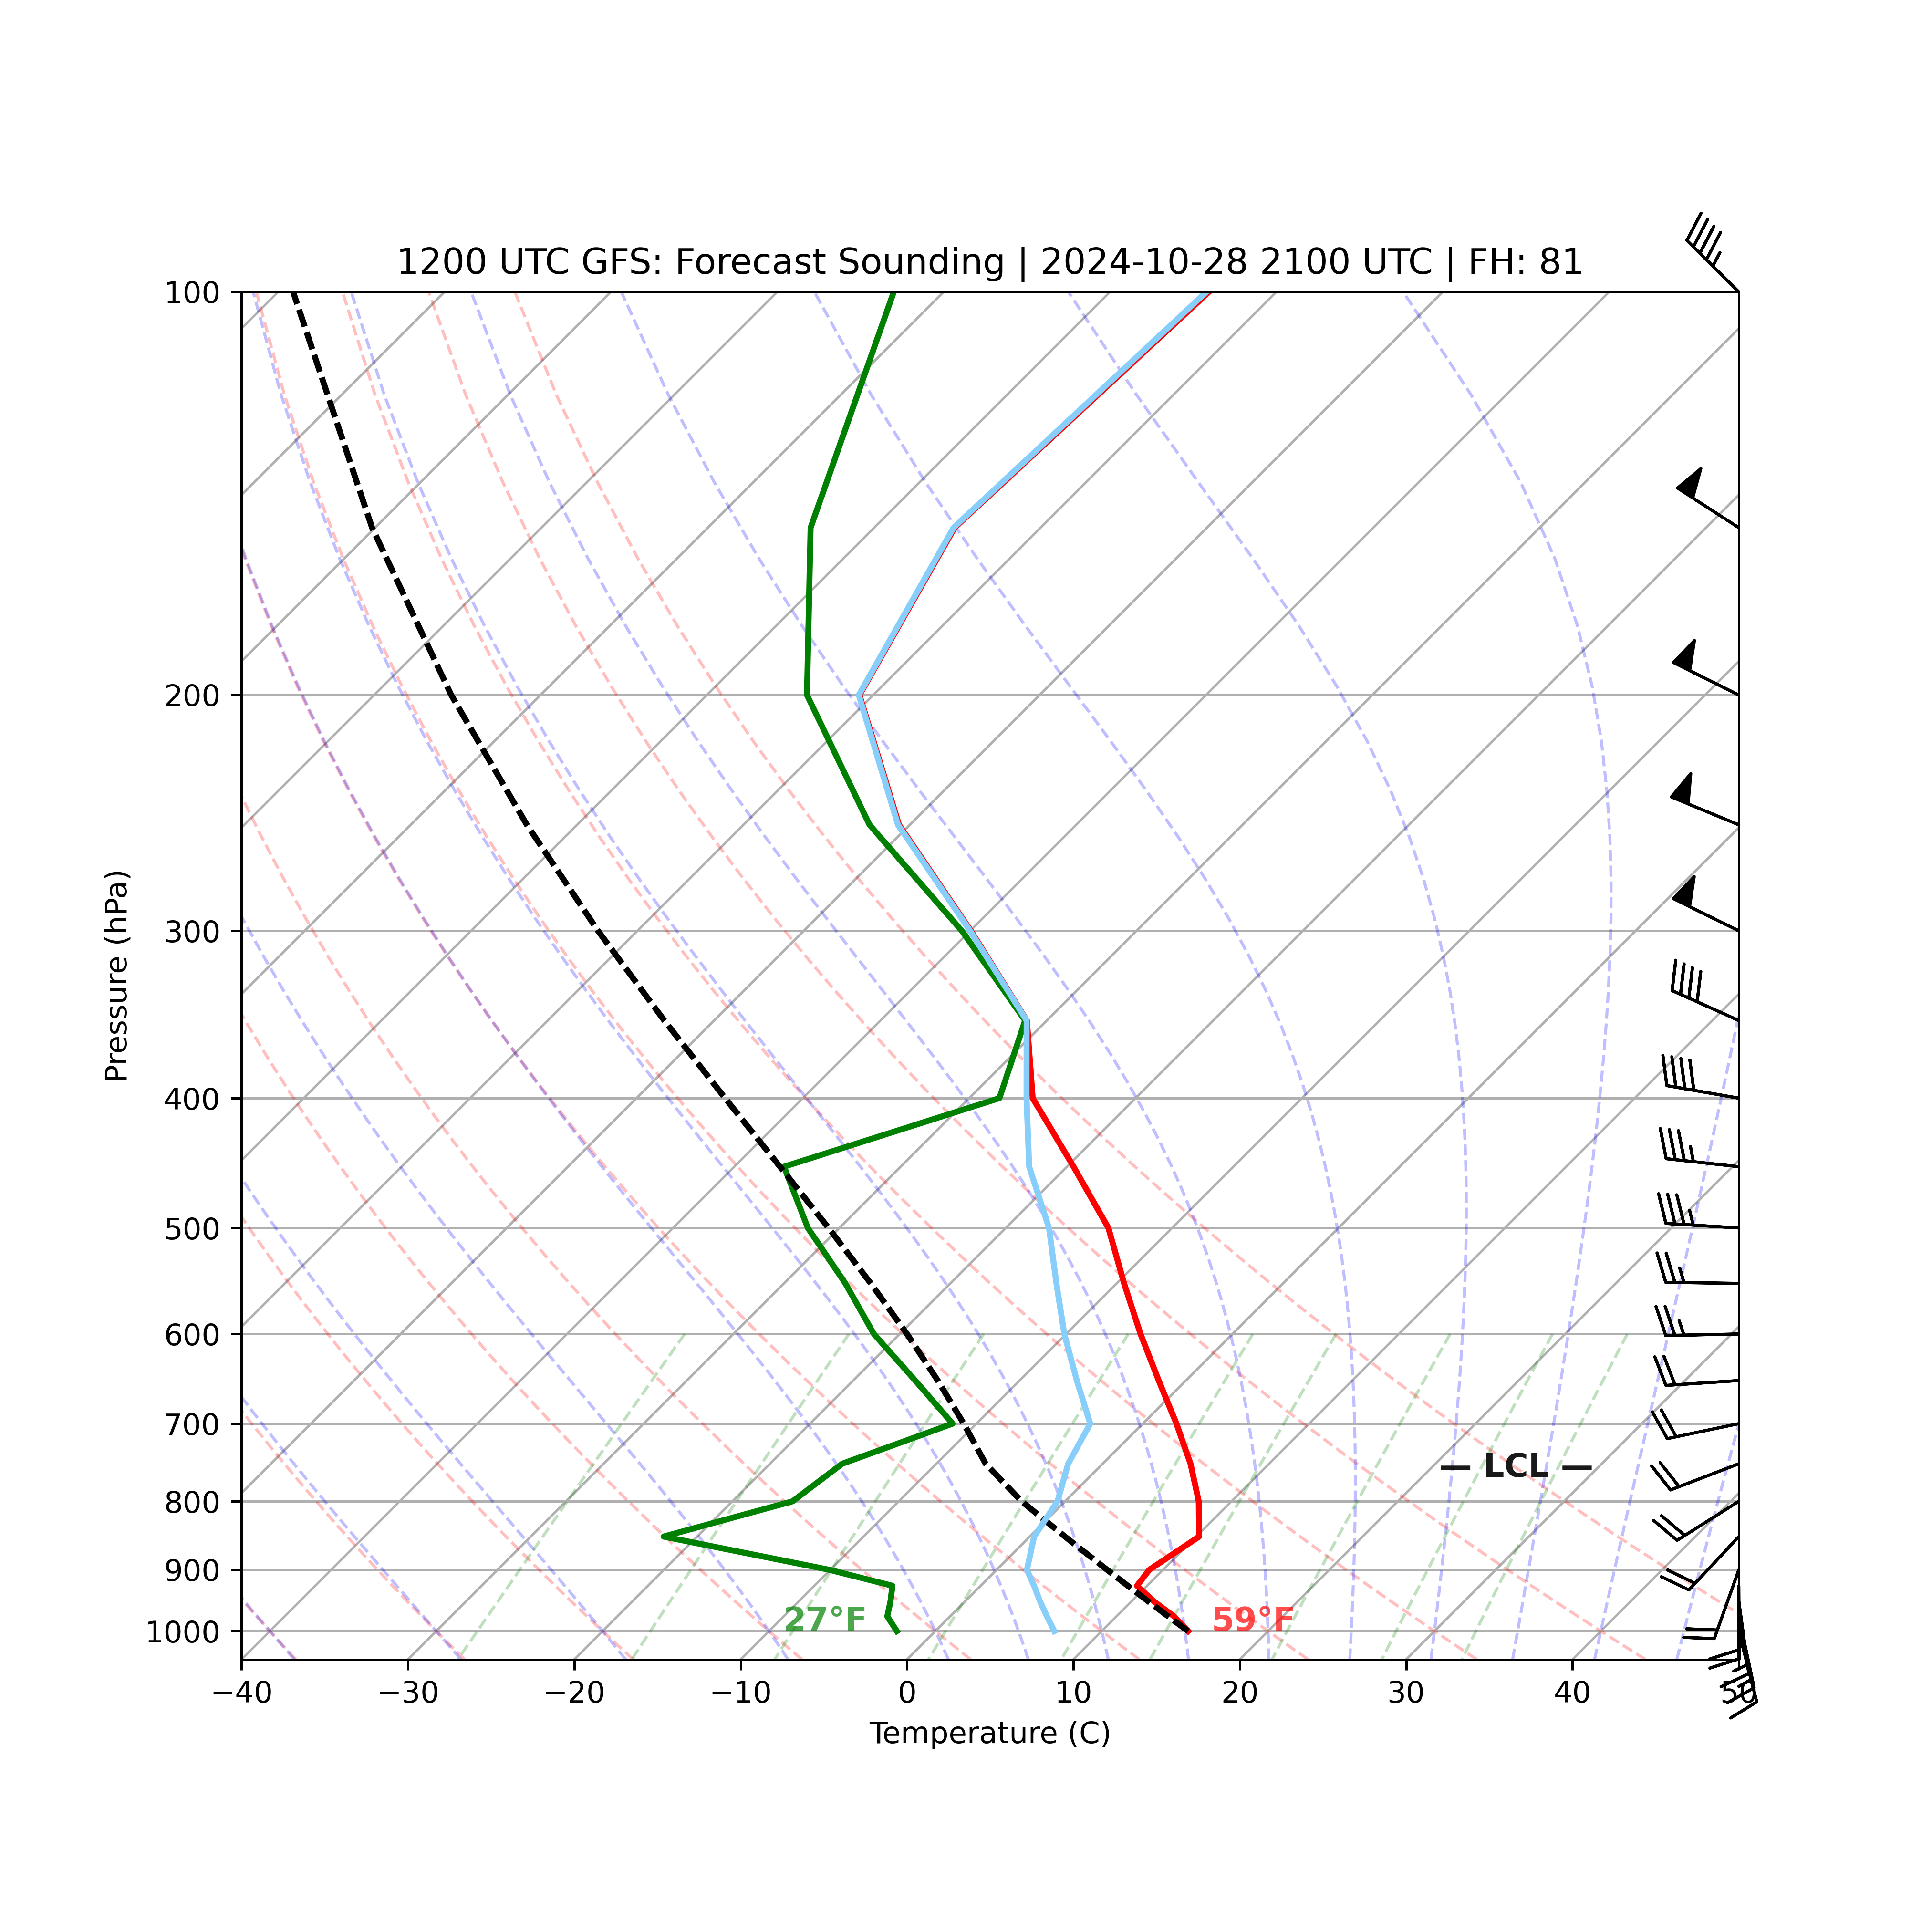 1200 UTC GFS: Forecast Sounding | 2024-10-28 2100 UTC | FH: 81
100
200
300
400
500
600
700
800
900
1000
Pressure (hPa)
— LCL —
27°F
59°F
−40 −30 −20 −10 0 10 20 30 40 50
Temperature (C)